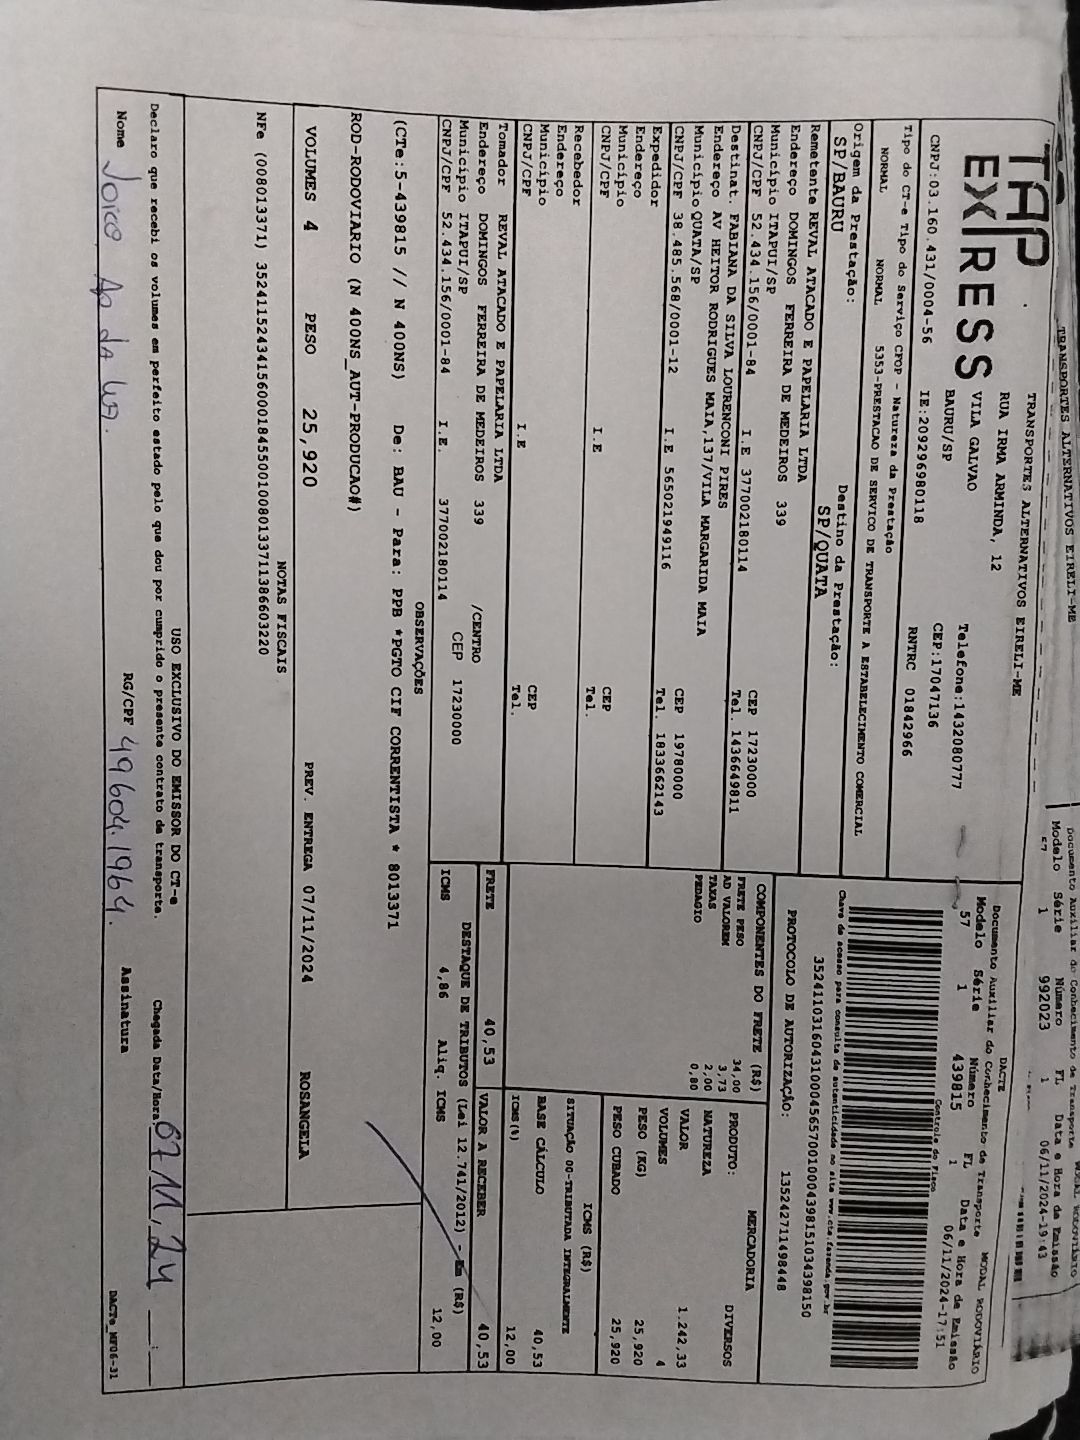 TRANSPORTES ALTERNATIVOS EIRELI-ME
Documento Auxiliar do Conhecimento de Transporte
Modelo Série Número FL Data e Hora de Emissão
57 1 992023 1 06/11/2024-19:43
TAP
EXPRESS
TRANSPORTES ALTERNATIVOS EIRELI-ME
RUA IRMA ARMINDA, 12
VILA GALVAO
BAURU/SP
Telefone:1432080777
CEP:17047136
CNPJ:03.160.431/0004-56 IE:209296980118 RNTRC 01842966
DACTE
Documento Auxiliar do Conhecimento de Transporte MODAL RODOVIÁRIO
Modelo Série Número FL Data e Hora de Emissão
57 1 439815 1 06/11/2024-17:51
Controle do Fisco
Tipo do CT-e Tipo do Serviço CFOP - Natureza da Prestação
NORMAL NORMAL 5353-PRESTACAO DE SERVICO DE TRANSPORTE A ESTABELECIMENTO COMERCIAL
Chave de acesso para consulta de autenticidade no site www.cte.fazenda.gov.br
35241103160431000456570010004398151034398150
Origem da Prestação: Destino da Prestação:
SP/BAURU SP/QUATA
PROTOCOLO DE AUTORIZAÇÃO: 135242711498448
Remetente REVAL ATACADO E PAPELARIA LTDA
Endereço DOMINGOS FERREIRA DE MEDEIROS 339
Município ITAPUI/SP CEP 17230000
CNPJ/CPF 52.434.156/0001-84 I.E 377002180114 Tel. 1436649811
Destinat. FABIANA DA SILVA LOURENCONI PIRES
Endereço AV HEITOR RODRIGUES MAIA,137/VILA MARGARIDA MAIA
Município QUATA/SP CEP 19780000
CNPJ/CPF 38.485.568/0001-12 I.E 565021949116 Tel. 1833662143
Expedidor
Endereço
Município CEP
CNPJ/CPF I.E Tel.
Recebedor
Endereço
Município CEP
CNPJ/CPF I.E Tel.
Tomador REVAL ATACADO E PAPELARIA LTDA
Endereço DOMINGOS FERREIRA DE MEDEIROS 339 /CENTRO
Município ITAPUI/SP CEP 17230000
CNPJ/CPF 52.434.156/0001-84 I.E. 377002180114
COMPONENTES DO FRETE (R$)
FRETE PESO 34,00
AD VALOREM 3,73
TAXAS 2,00
PEDAGIO 0,80
MERCADORIA
PRODUTO: DIVERSOS
NATUREZA
VALOR 1.242,33
VOLUMES 4
PESO (KG) 25,920
PESO CUBADO 25,920
ICMS (R$)
SITUAÇÃO 00-TRIBUTADA INTEGRALMENTE
BASE CÁLCULO 40,53
ICMS(%) 12,00
FRETE 40,53 VALOR A RECEBER 40,53
DESTAQUE DE TRIBUTOS (Lei 12.741/2012) - Em (R$)
ICMS 4,86 Aliq. ICMS 12,00
OBSERVAÇÕES
(CTe:5-439815 // N 400NS) De: BAU - Para: PPB *PGTO CIF CORRENTISTA * 8013371
ROD-RODOVIARIO (N 400NS_AUT-PRODUCAO#)
VOLUMES 4 PESO 25,920 PREV. ENTREGA 07/11/2024 ROSANGELA
NOTAS FISCAIS
NFe (008013371) 35241152434156000184550010080133711386603220
USO EXCLUSIVO DO EMISSOR DO CT-e
Declaro que recebi os volumes em perfeito estado pelo que dou por cumprido o presente contrato de transporte. Chegada Data/Hora 07/11/24 __:__
Nome Ap da RG/CPF 49604.1964. Assinatura
DACTe_MF06-31